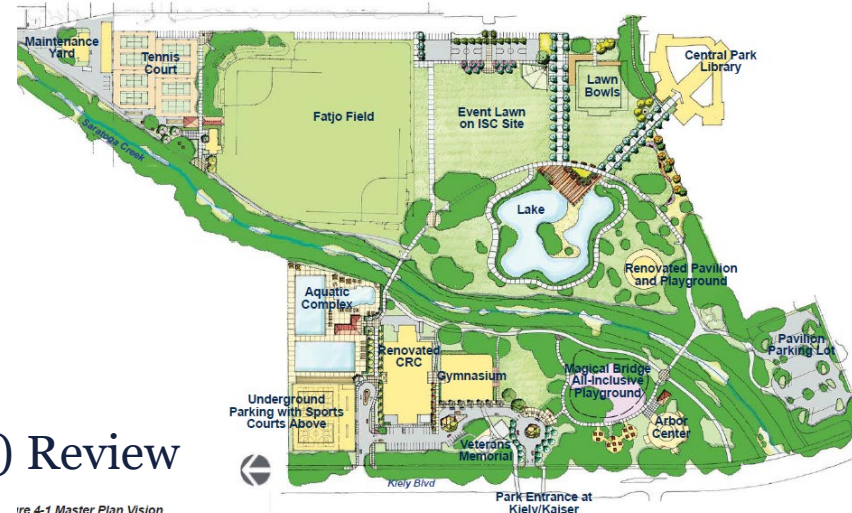 Maintenance
Yard
Tennis
Court
Saratoga Creek
Fatjo Field
Event Lawn
on ISC Site
Lawn
Bowls
Central Park
Library
Lake
Renovated Pavilion
and Playground
Aquatic
Complex
Renovated
CRC
Gymnasium
Magical Bridge
All-Inclusive
Playground
Pavilion
Parking Lot
Underground
Parking with Sports
Courts Above
Arbor
Center
Veterans
Memorial
) Review
Kiely Blvd
Park Entrance at
Kiely/Kaiser
ure 4-1 Master Plan Vision